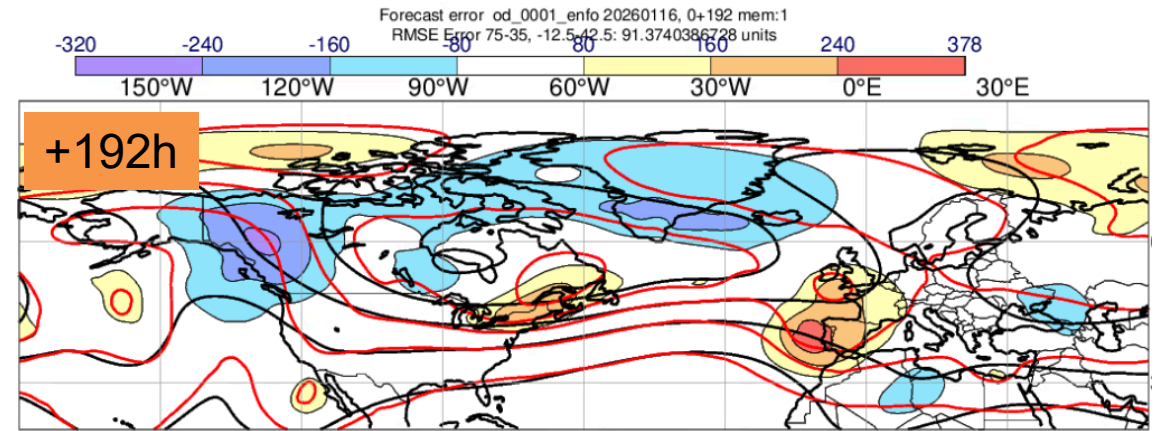 Forecast error od_0001_enfo 20260116, 0+192 mem:1
RMSE Error 75-35, -12.5-42.5: 91.3740386728 units
-320 -240 -160 -80 80 160 240 378
150°W 120°W 90°W 60°W 30°W 0°E 30°E
+192h